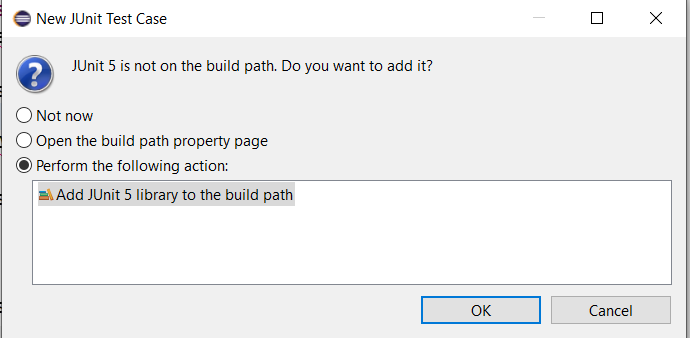 New JUnit Test Case
JUnit 5 is not on the build path. Do you want to add it?
Not now
Open the build path property page
Perform the following action:
Add JUnit 5 library to the build path
OK
Cancel